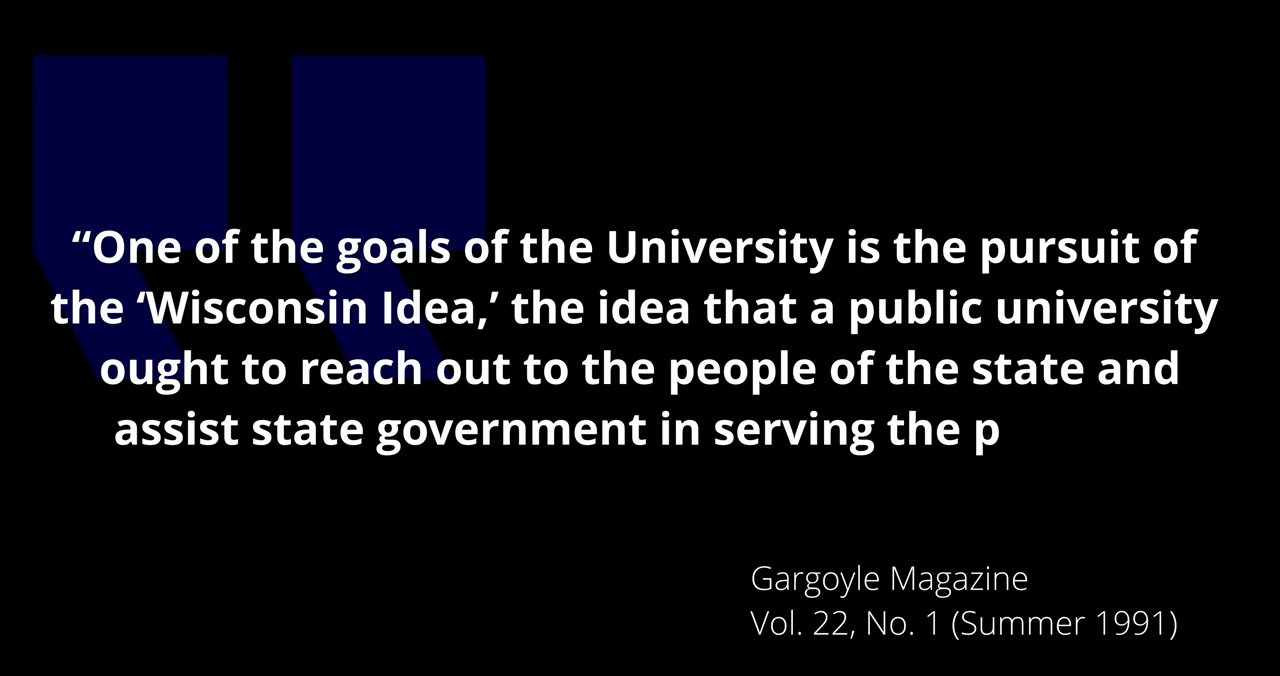 “One of the goals of the University is the pursuit of
the ‘Wisconsin Idea,’ the idea that a public university
ought to reach out to the people of the state and
assist state government in serving the p
Gargoyle Magazine
Vol. 22, No. 1 (Summer 1991)